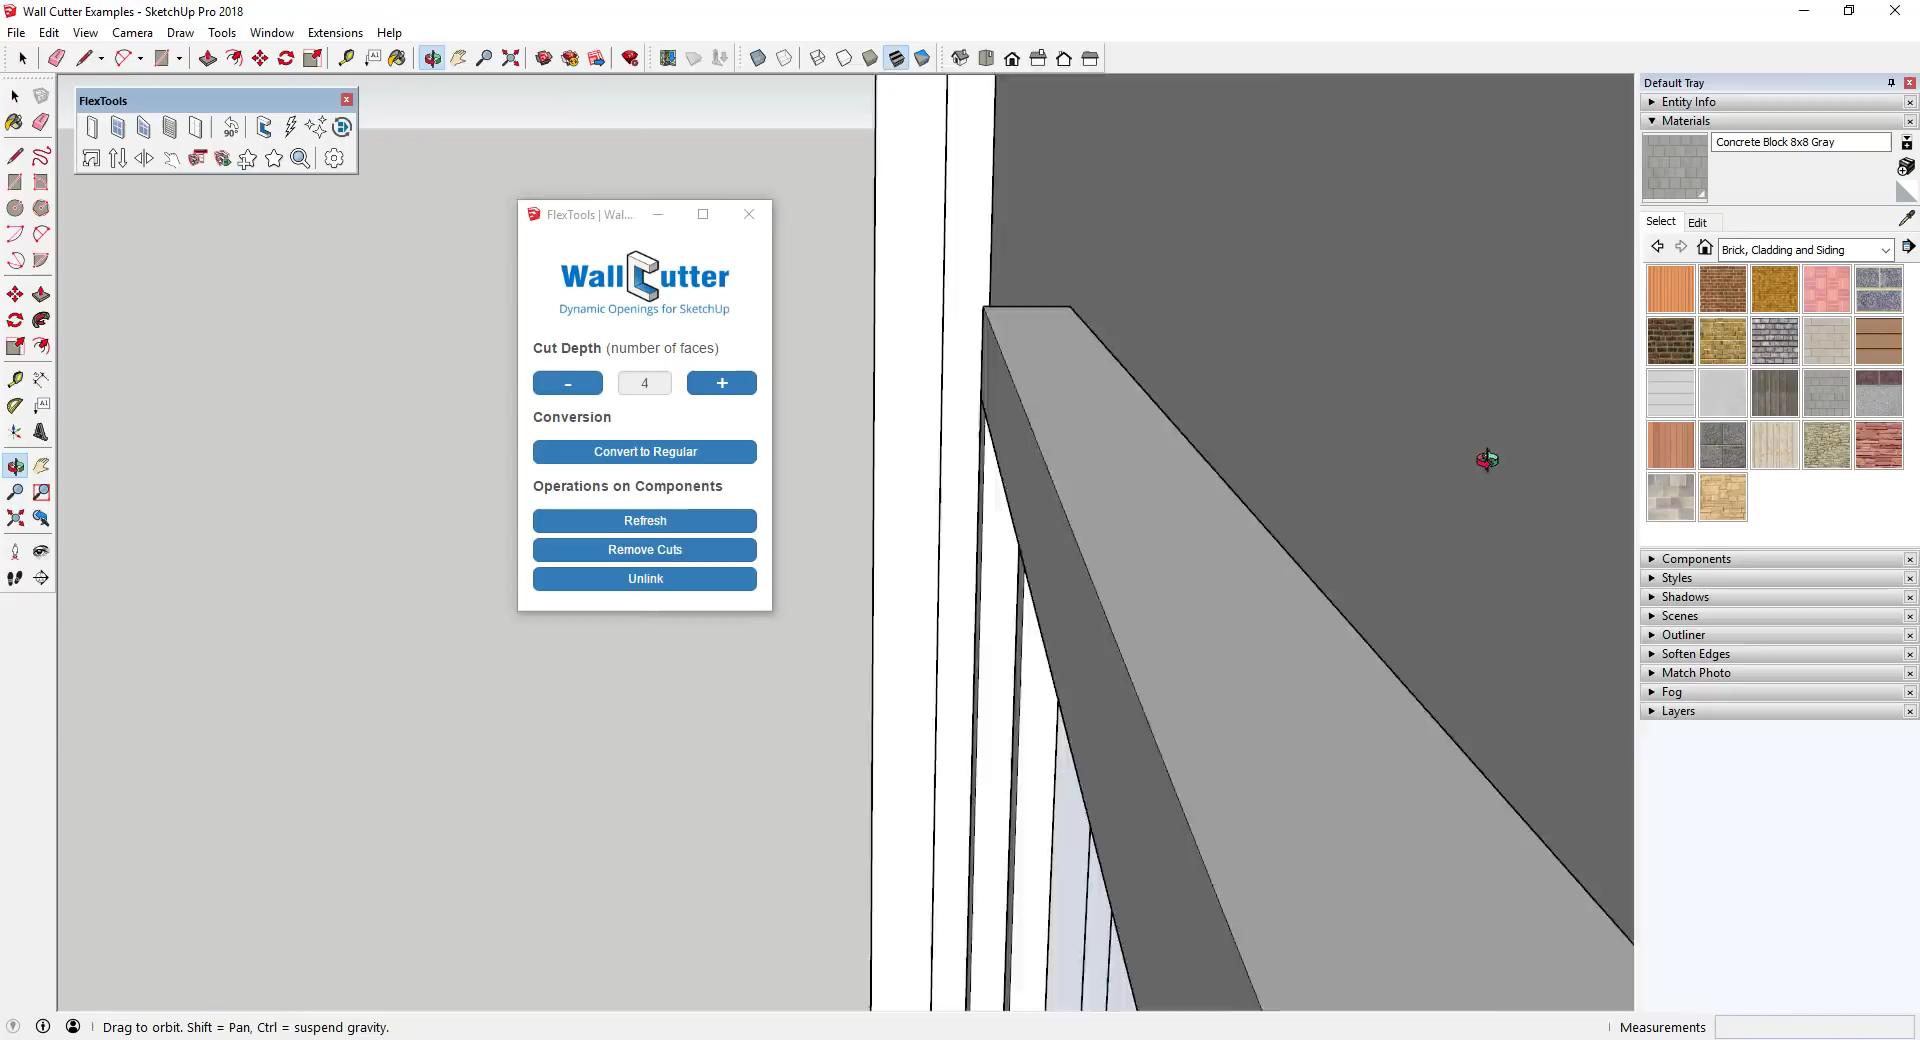 Wall Cutter Examples - SketchUp Pro 2018
File Edit View Camera Draw Tools Window Extensions Help
FlexTools
90°
A1
FlexTools | Wal...
Wall Cutter
Dynamic Openings for SketchUp
Cut Depth (number of faces)
- 4 +
Conversion
Convert to Regular
Operations on Components
Refresh
Remove Cuts
Unlink
Default Tray
Entity Info
Materials
Concrete Block 8x8 Gray
Select Edit
Brick, Cladding and Siding
Components
Styles
Shadows
Scenes
Outliner
Soften Edges
Match Photo
Fog
Layers
Drag to orbit. Shift = Pan, Ctrl = suspend gravity.
Measurements